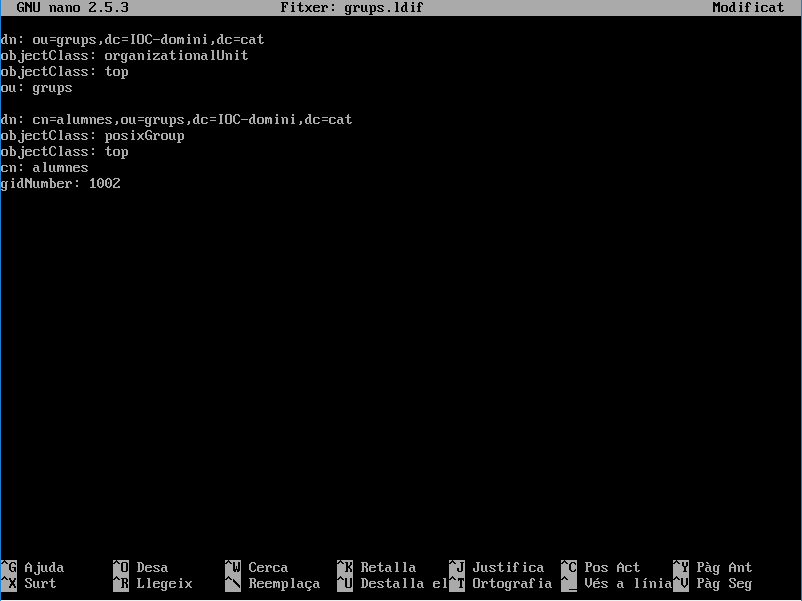 GNU nano 2.5.3 Fitxer: grups.ldif Modificat
dn: ou=grups,dc=IOC-domini,dc=cat
objectClass: organizationalUnit
objectClass: top
ou: grups
dn: cn=alumnes,ou=grups,dc=IOC-domini,dc=cat
objectClass: posixGroup
objectClass: top
cn: alumnes
gidNumber: 1002
^G Ajuda ^O Desa ^W Cerca ^K Retalla ^J Justifica ^C Pos Act ^Y Pàg Ant
^X Surt ^R Llegeix ^\ Reemplaça ^U Destalla el ^T Ortografia ^_ Vés a línia ^V Pàg Seg